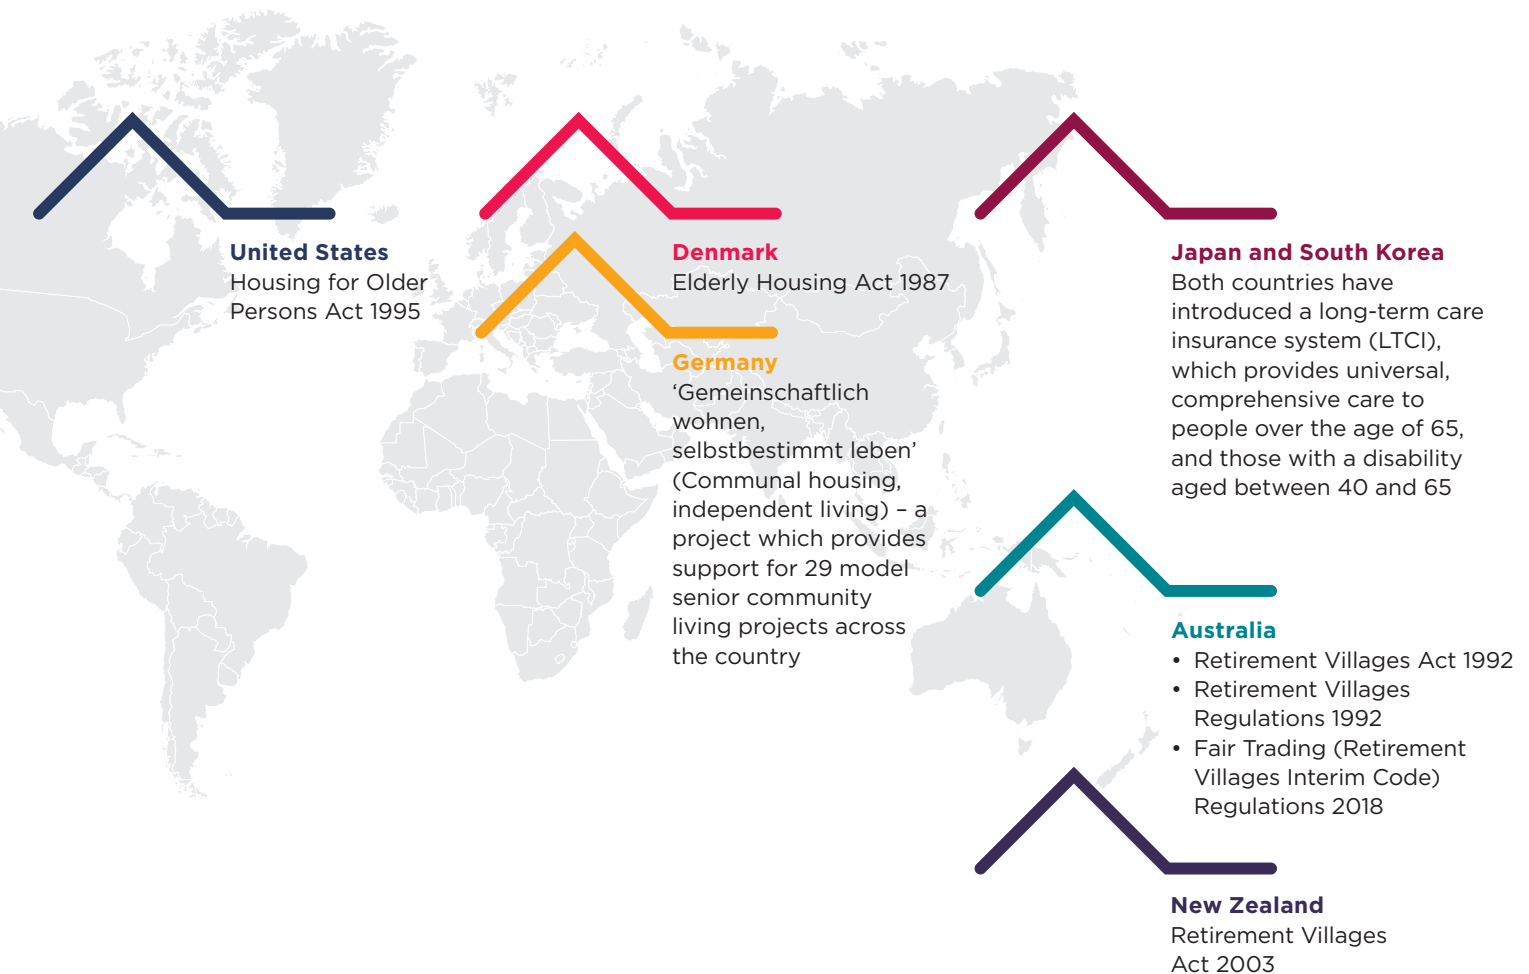 United States
Housing for Older
Persons Act 1995
Denmark
Elderly Housing Act 1987
Germany
‘Gemeinschaftlich
wohnen,
selbstbestimmt leben’
(Communal housing,
independent living) – a
project which provides
support for 29 model
senior community
living projects across
the country
Japan and South Korea
Both countries have
introduced a long-term care
insurance system (LTCI),
which provides universal,
comprehensive care to
people over the age of 65,
and those with a disability
aged between 40 and 65
Australia
• Retirement Villages Act 1992
• Retirement Villages
Regulations 1992
• Fair Trading (Retirement
Villages Interim Code)
Regulations 2018
New Zealand
Retirement Villages
Act 2003